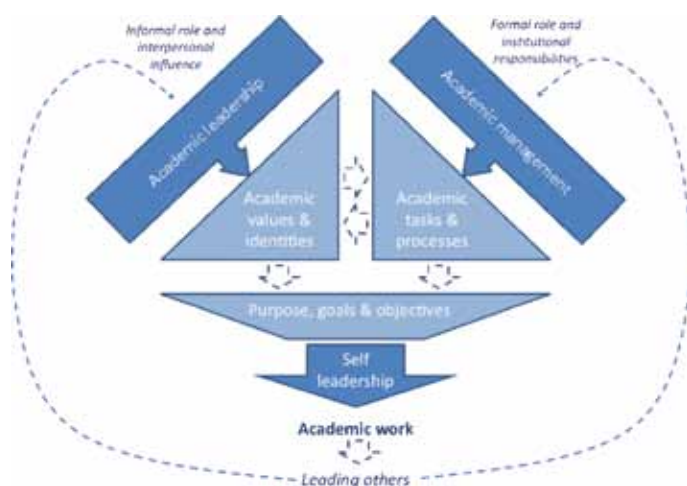 Informal role and
interpersonal
influence
Formal role and
institutional
responsibilities
Academic leadership
Academic management
Academic
values &
identities
Academic
tasks &
processes
Purpose, goals & objectives
Self
leadership
Academic work
Leading others